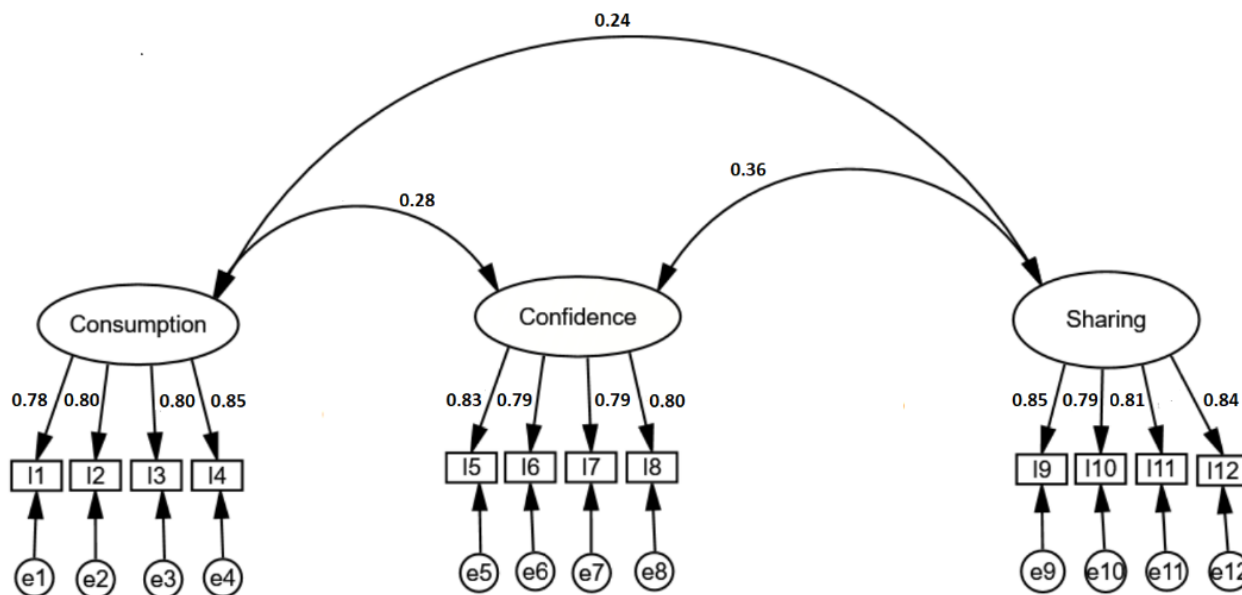 0.24
0.36
0.28
Consumption
Confidence
Sharing
0.78 0.80 0.80 0.85
0.83 0.79 0.79 0.80
0.85 0.79 0.81 0.84
I1 I2 I3 I4
I5 I6 I7 I8
I9 I10 I11 I12
e1 e2 e3 e4
e5 e6 e7 e8
e9 e10 e11 e12